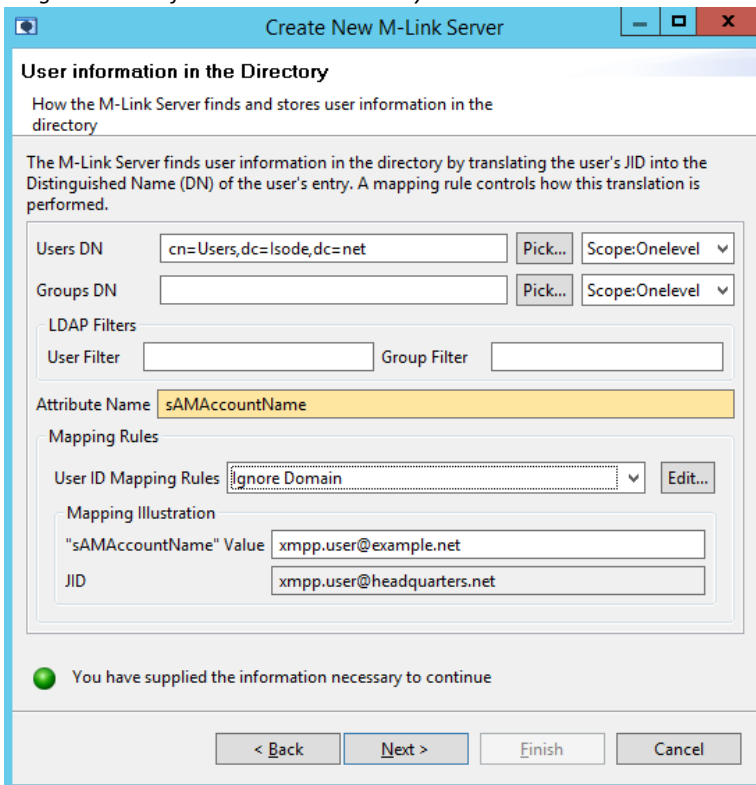 Create New M-Link Server
User information in the Directory
How the M-Link Server finds and stores user information in the
directory
The M-Link Server finds user information in the directory by translating the user's JID into the
Distinguished Name (DN) of the user's entry. A mapping rule controls how this translation is
performed.
Users DN cn=Users,dc=Isode,dc=net Pick... Scope:Onelevel
Groups DN Pick... Scope:Onelevel
LDAP Filters
User Filter Group Filter
Attribute Name sAMAccountName
Mapping Rules
User ID Mapping Rules Ignore Domain Edit...
Mapping Illustration
"sAMAccountName" Value xmpp.user@example.net
JID xmpp.user@headquarters.net
You have supplied the information necessary to continue
< Back Next > Finish Cancel